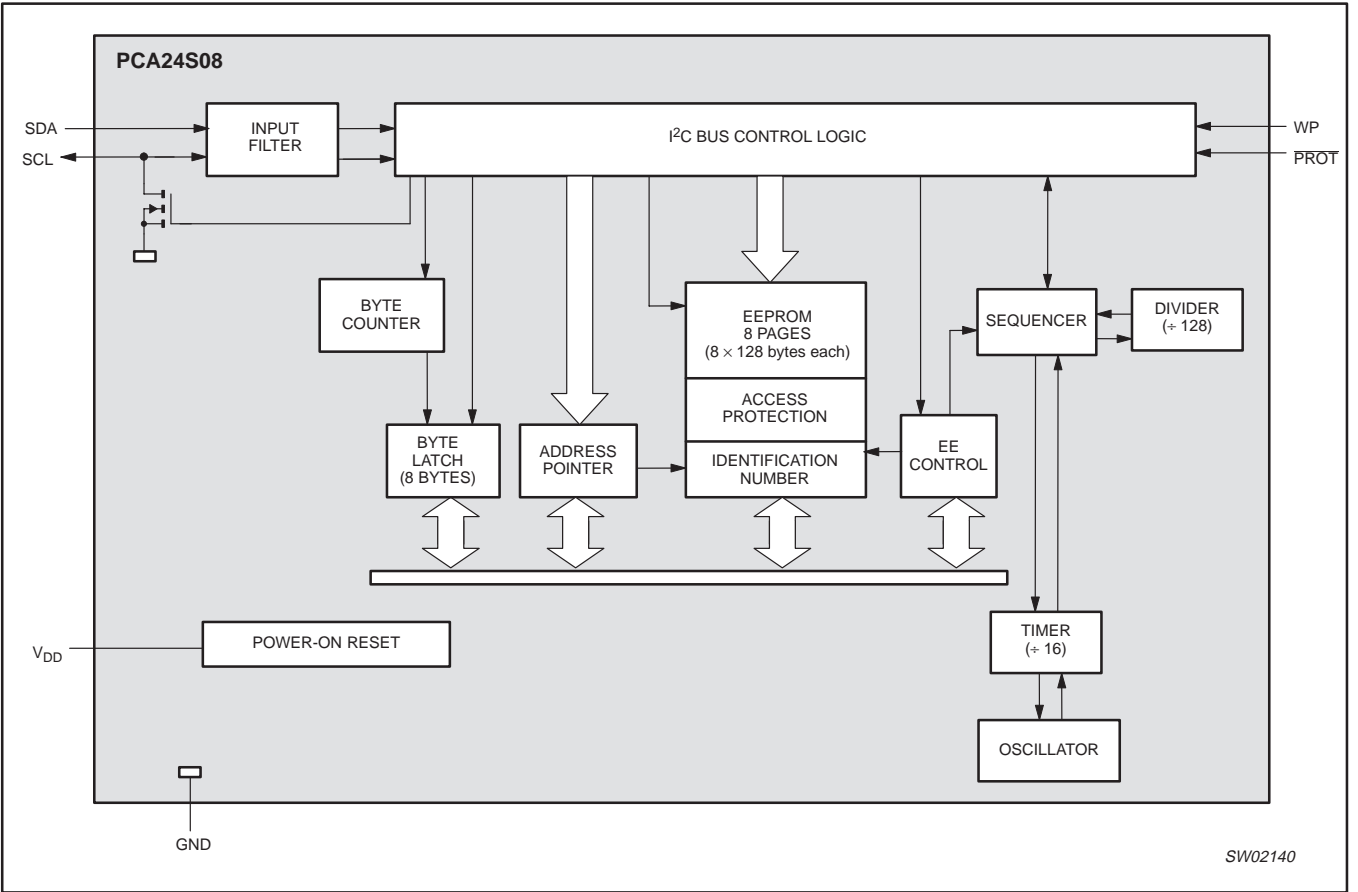 PCA24S08
SDA
SCL
INPUT
FILTER
I²C BUS CONTROL LOGIC
WP
PROT
BYTE
COUNTER
EEPROM
8 PAGES
(8 × 128 bytes each)
SEQUENCER
DIVIDER
(÷ 128)
ACCESS
PROTECTION
BYTE
LATCH
(8 BYTES)
ADDRESS
POINTER
IDENTIFICATION
NUMBER
EE
CONTROL
VDD
POWER-ON RESET
TIMER
(÷ 16)
OSCILLATOR
GND
SW02140